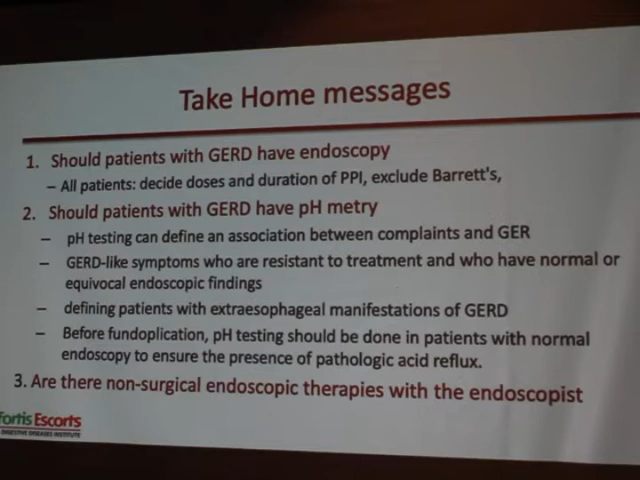 Take Home messages
1. Should patients with GERD have endoscopy
– All patients: decide doses and duration of PPI, exclude Barrett's,
2. Should patients with GERD have pH metry
– pH testing can define an association between complaints and GER
– GERD-like symptoms who are resistant to treatment and who have normal or
equivocal endoscopic findings
– defining patients with extraesophageal manifestations of GERD
– Before fundoplication, pH testing should be done in patients with normal
endoscopy to ensure the presence of pathologic acid reflux.
3. Are there non-surgical endoscopic therapies with the endoscopist
Fortis Escorts
DIGESTIVE DISEASES INSTITUTE